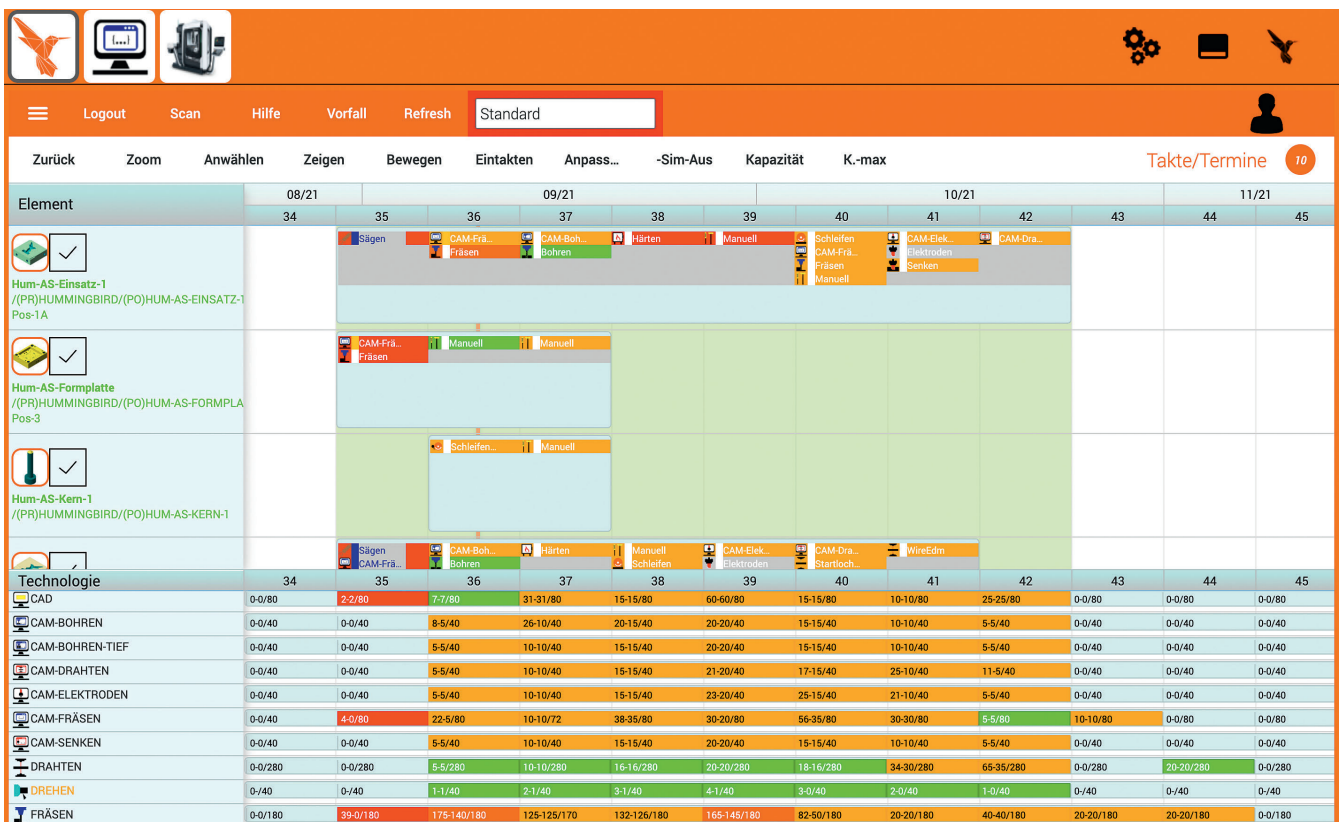 {...}
Logout Scan Hilfe Vorfall Refresh Standard
Zurück Zoom Anwählen Zeigen Bewegen Eintakten Anpass... -Sim-Aus Kapazität K.-max Takte/Termine 10
Element 08/21 09/21 10/21 11/21
34 35 36 37 38 39 40 41 42 43 44 45
Sägen CAM-Frä... CAM-Boh... Härten Manuell Schleifen CAM-Elek... CAM-Dra...
Fräsen Bohren CAM-Frä... Elektroden
Fräsen Senken
Manuell
Hum-AS-Einsatz-1
/(PR)HUMMINGBIRD/(PO)HUM-AS-EINSATZ-1
Pos-1A
CAM-Frä... Manuell Manuell
Fräsen
Hum-AS-Formplatte
/(PR)HUMMINGBIRD/(PO)HUM-AS-FORMPLA
Pos-3
Schleifen... Manuell
Hum-AS-Kern-1
/(PR)HUMMINGBIRD/(PO)HUM-AS-KERN-1
Sägen CAM-Boh... Härten Manuell CAM-Elek... CAM-Dra... WireEdm
CAM-Frä... Bohren Schleifen Elektroden Startloch...
Technologie 34 35 36 37 38 39 40 41 42 43 44 45
CAD 0-0/80 2-2/80 7-7/80 31-31/80 15-15/80 60-60/80 15-15/80 10-10/80 25-25/80 0-0/80 0-0/80 0-0/80
CAM-BOHREN 0-0/40 0-0/40 8-5/40 26-10/40 20-15/40 20-20/40 15-15/40 10-10/40 5-5/40 0-0/40 0-0/40 0-0/40
CAM-BOHREN-TIEF 0-0/40 0-0/40 5-5/40 10-10/40 15-15/40 20-20/40 15-15/40 10-10/40 5-5/40 0-0/40 0-0/40 0-0/40
CAM-DRAHTEN 0-0/40 0-0/40 5-5/40 10-10/40 15-15/40 21-20/40 17-15/40 25-10/40 11-5/40 0-0/40 0-0/40 0-0/40
CAM-ELEKTRODEN 0-0/40 0-0/40 5-5/40 10-10/40 15-15/40 23-20/40 25-15/40 21-10/40 5-5/40 0-0/40 0-0/40 0-0/40
CAM-FRÄSEN 0-0/40 4-0/80 22-5/80 10-10/72 38-35/80 30-20/80 56-35/80 30-30/80 5-5/80 10-10/80 0-0/80 0-0/80
CAM-SENKEN 0-0/40 0-0/40 5-5/40 10-10/40 15-15/40 20-20/40 15-15/40 10-10/40 5-5/40 0-0/40 0-0/40 0-0/40
DRAHTEN 0-0/280 0-0/280 5-5/280 10-10/280 16-16/280 20-20/280 18-16/280 34-30/280 65-35/280 0-0/280 20-20/280 0-0/280
DREHEN 0-/40 0-/40 1-1/40 2-1/40 3-1/40 4-1/40 3-0/40 2-0/40 1-0/40 0-/40 0-/40 0-/40
FRÄSEN 0-0/180 39-0/180 175-140/180 125-125/170 132-126/180 165-145/180 82-50/180 20-20/180 40-40/180 20-20/180 20-20/180 0-0/180